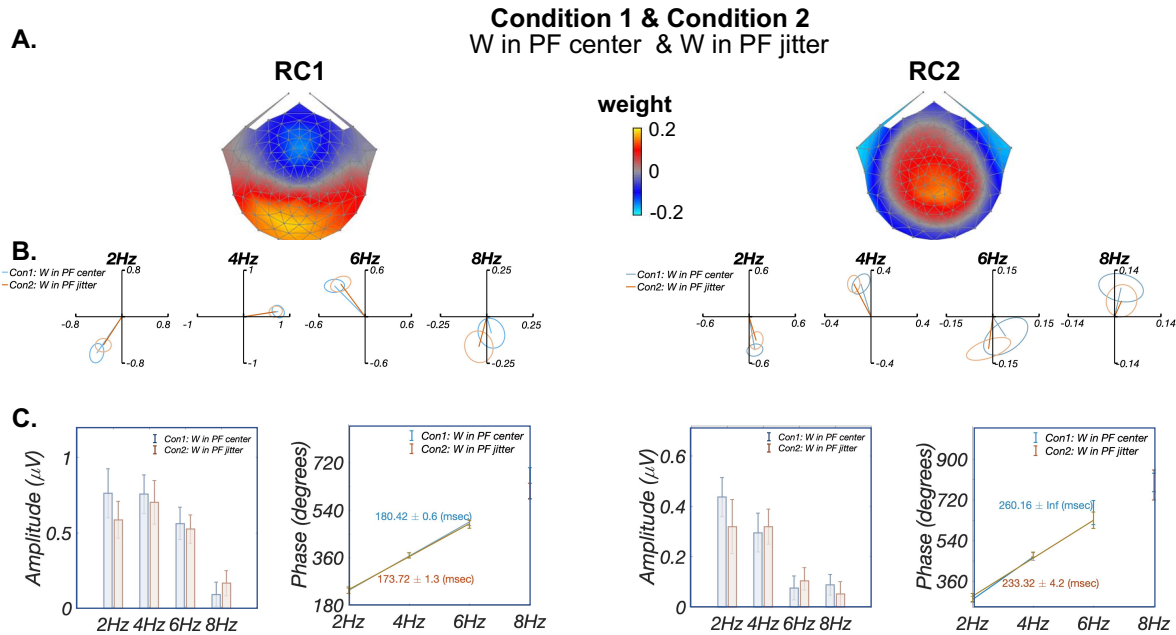 Condition 1 & Condition 2
A.
W in PF center & W in PF jitter
RC1
RC2
weight
0.2
0
-0.2
B.
2Hz
4Hz
6Hz
8Hz
Con1: W in PF center
Con2: W in PF jitter
0.8
-0.8
0.8
-0.8
1
-1
1
-1
0.6
-0.6
0.6
-0.6
0.25
-0.25
0.25
-0.25
2Hz
4Hz
6Hz
8Hz
Con1: W in PF center
Con2: W in PF jitter
0.6
-0.6
0.6
0.6
0.4
-0.4
0.4
-0.4
0.15
-0.15
0.15
-0.15
0.14
-0.14
0.14
0.14
C.
Amplitude (μV)
1
0.5
0
Con1: W in PF center
Con2: W in PF jitter
2Hz 4Hz 6Hz 8Hz
Phase (degrees)
720
540
360
180
Con1: W in PF center
Con2: W in PF jitter
180.42 ± 0.6 (msec)
173.72 ± 1.3 (msec)
2Hz 4Hz 6Hz 8Hz
Amplitude (μV)
0.6
0.4
0.2
0
Con1: W in PF center
Con2: W in PF jitter
2Hz 4Hz 6Hz 8Hz
Phase (degrees)
900
720
540
360
Con1: W in PF center
Con2: W in PF jitter
260.16 ± Inf (msec)
233.32 ± 4.2 (msec)
2Hz 4Hz 6Hz 8Hz